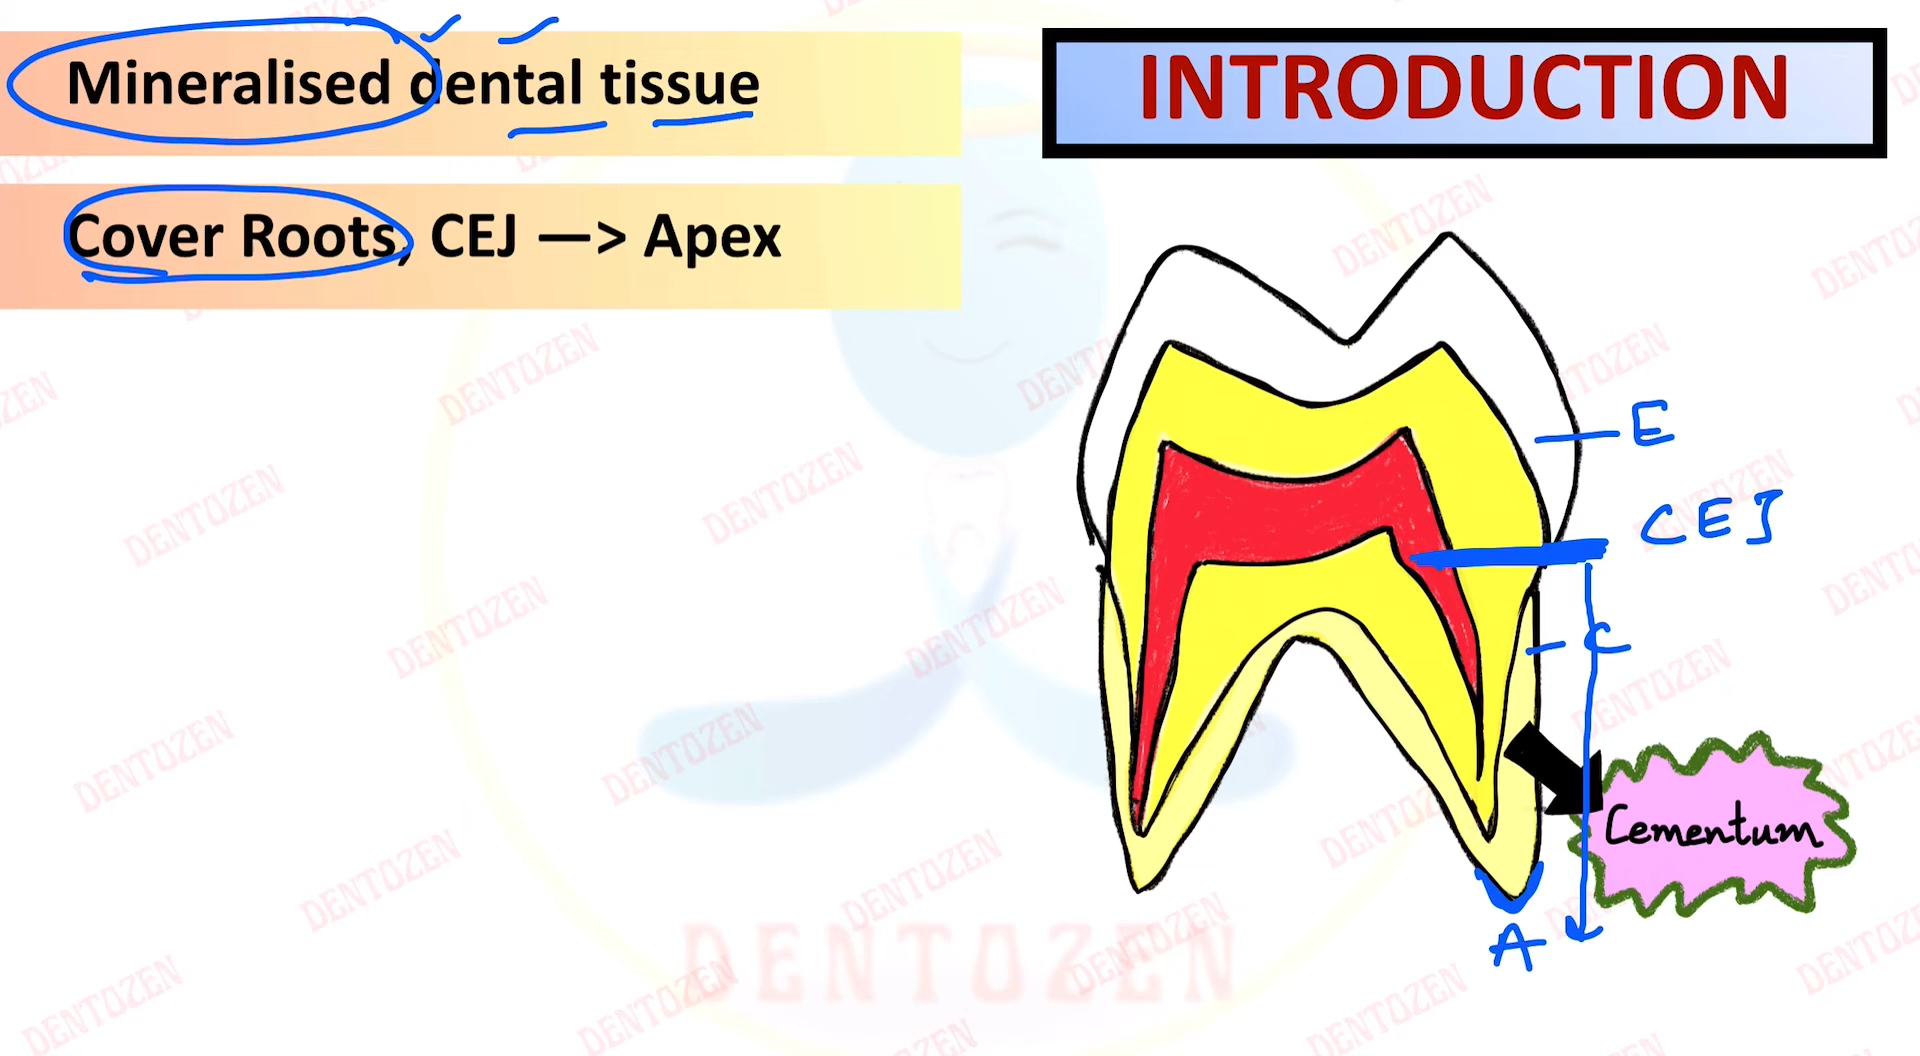 Mineralised dental tissue
INTRODUCTION
Cover Roots, CEJ —> Apex
E
CEJ
C
Cementum
A
DENTOZEN